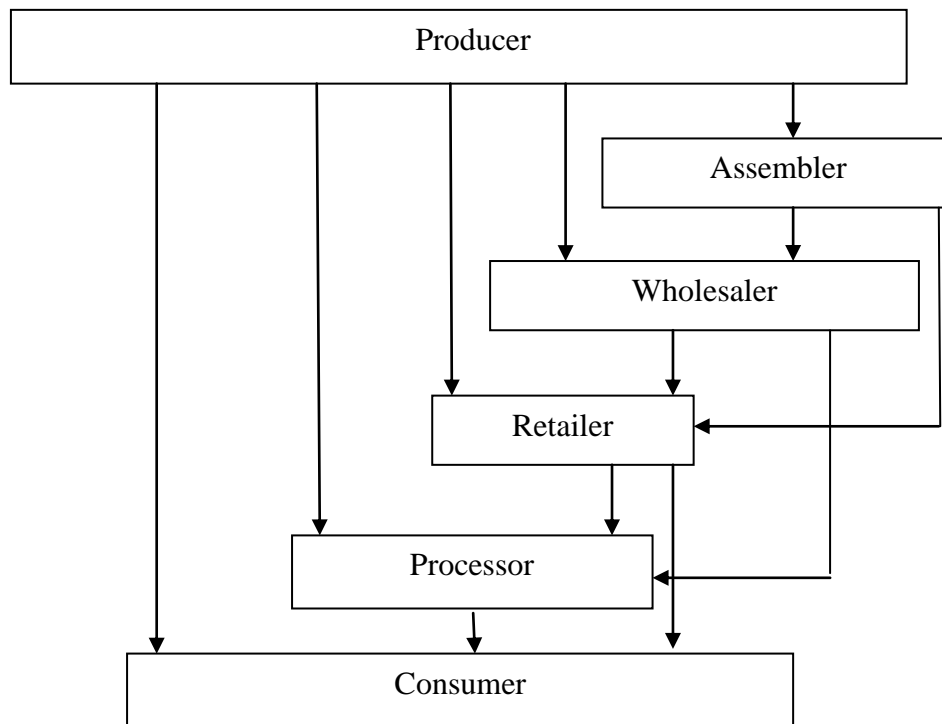 Producer
Assembler
Wholesaler
Retailer
Processor
Consumer